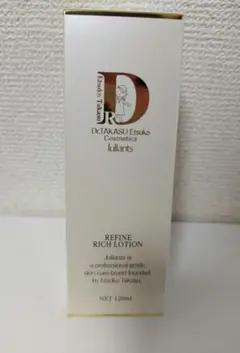 Dr.TAKASU Etsuko
Cosmetics
Jullants
REFINE
RICH LOTION
Jullants is
a professional gentle
skin care brand founded
by Etsuko Takasu.
NET 120ml